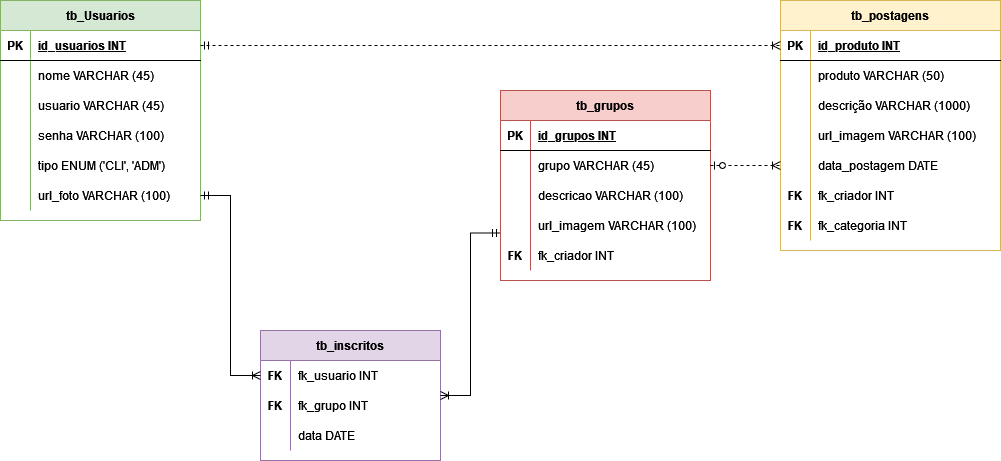 tb_Usuarios
PK id_usuarios INT
nome VARCHAR (45)
usuario VARCHAR (45)
senha VARCHAR (100)
tipo ENUM ('CLI', 'ADM')
url_foto VARCHAR (100)
tb_postagens
PK id_produto INT
produto VARCHAR (50)
descrição VARCHAR (1000)
url_imagem VARCHAR (100)
data_postagem DATE
FK fk_criador INT
FK fk_categoria INT
tb_grupos
PK id_grupos INT
grupo VARCHAR (45)
descricao VARCHAR (100)
url_imagem VARCHAR (100)
FK fk_criador INT
tb_inscritos
FK fk_usuario INT
FK fk_grupo INT
data DATE